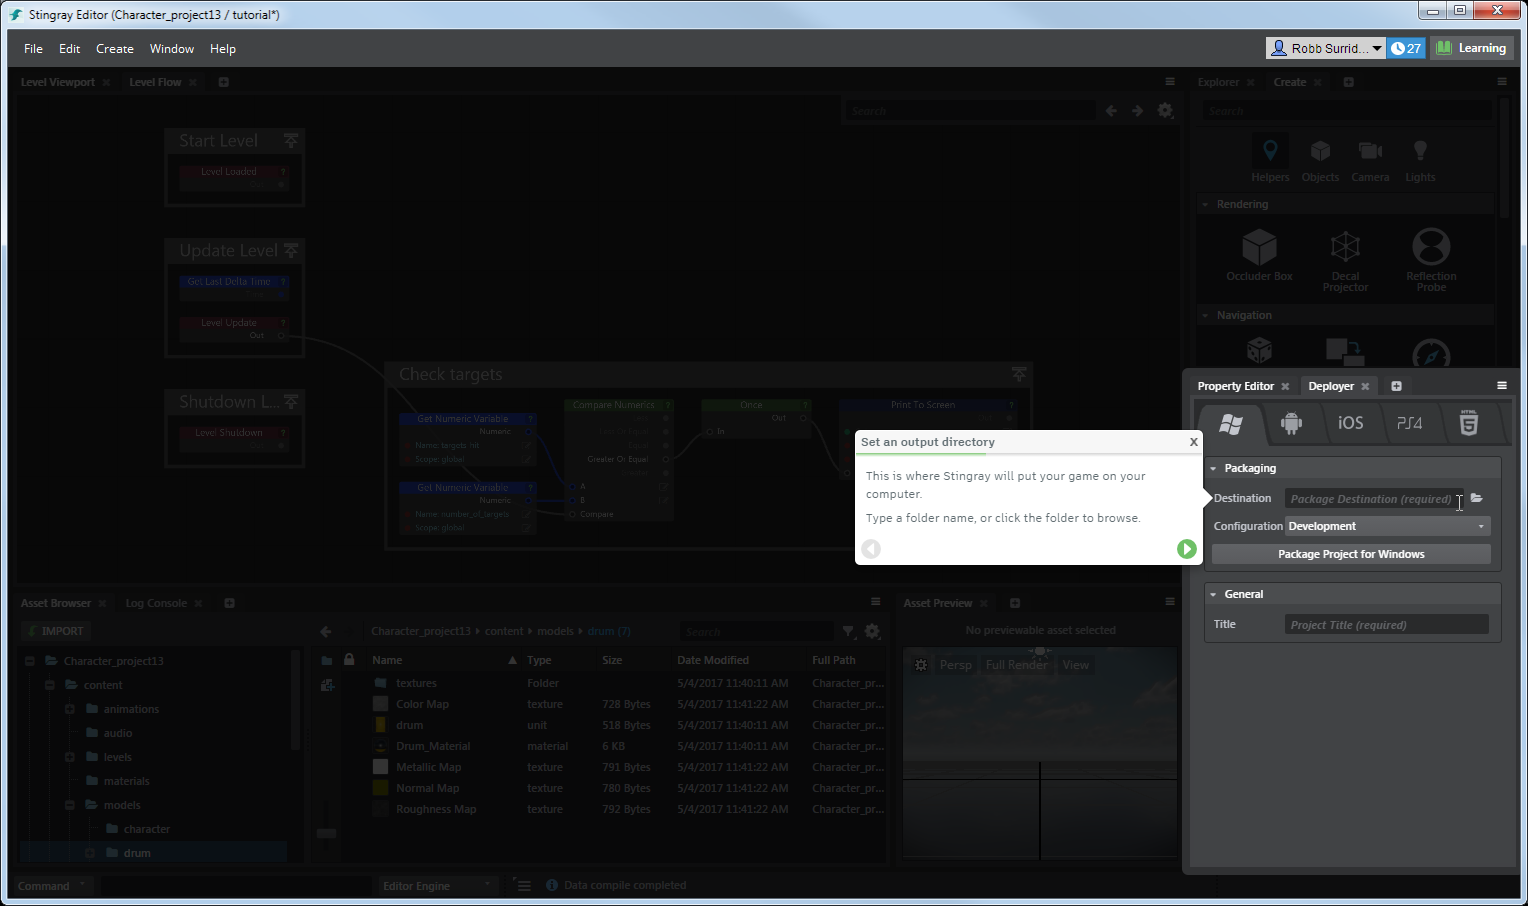 Stingray Editor (Character_project13 / tutorial*)
File Edit Create Window Help
Robb Surrid... 27 Learning
Level Viewport Level Flow
Search
Start Level
Level Loaded ?
Update Level
Get Last Delta Time ?
Level Update ?
Out
Shutdown L...
Level Shutdown ?
Check targets
Get Numeric Variable ?
Numeric
Name: targets hit
Scope: global
Get Numeric Variable ?
Numeric
Name: number_of_targets
Scope: global
Compare Numerics ?
Greater Or Equal
A
B
Compare
Once ?
Out
In
Print To Screen ?
Explorer Create
Search
Helpers Objects Camera Lights
Rendering
Occluder Box Decal Projector Reflection Probe
Navigation
Property Editor Deployer
iOS PS4 HTML 5
Packaging
Destination Package Destination (required)
Configuration Development
Package Project for Windows
General
Title Project Title (required)
Set an output directory X
This is where Stingray will put your game on your
computer.
Type a folder name, or click the folder to browse.
Asset Browser Log Console
IMPORT
Character_project13 content models drum (7)
Search
Character_project13
content
animations
audio
levels
materials
models
character
drum
Name Type Size Date Modified Full Path
textures Folder 5/4/2017 11:40:11 AM Character_pr...
Color Map texture 728 Bytes 5/4/2017 11:41:22 AM Character_pr...
drum unit 518 Bytes 5/4/2017 11:40:11 AM Character_pr...
Drum_Material material 6 KB 5/4/2017 11:40:11 AM Character_pr...
Metallic Map texture 791 Bytes 5/4/2017 11:41:22 AM Character_pr...
Normal Map texture 780 Bytes 5/4/2017 11:41:22 AM Character_pr...
Roughness Map texture 792 Bytes 5/4/2017 11:41:22 AM Character_pr...
Asset Preview
No previewable asset selected
Persp Full Render View
Command Editor Engine Data compile completed